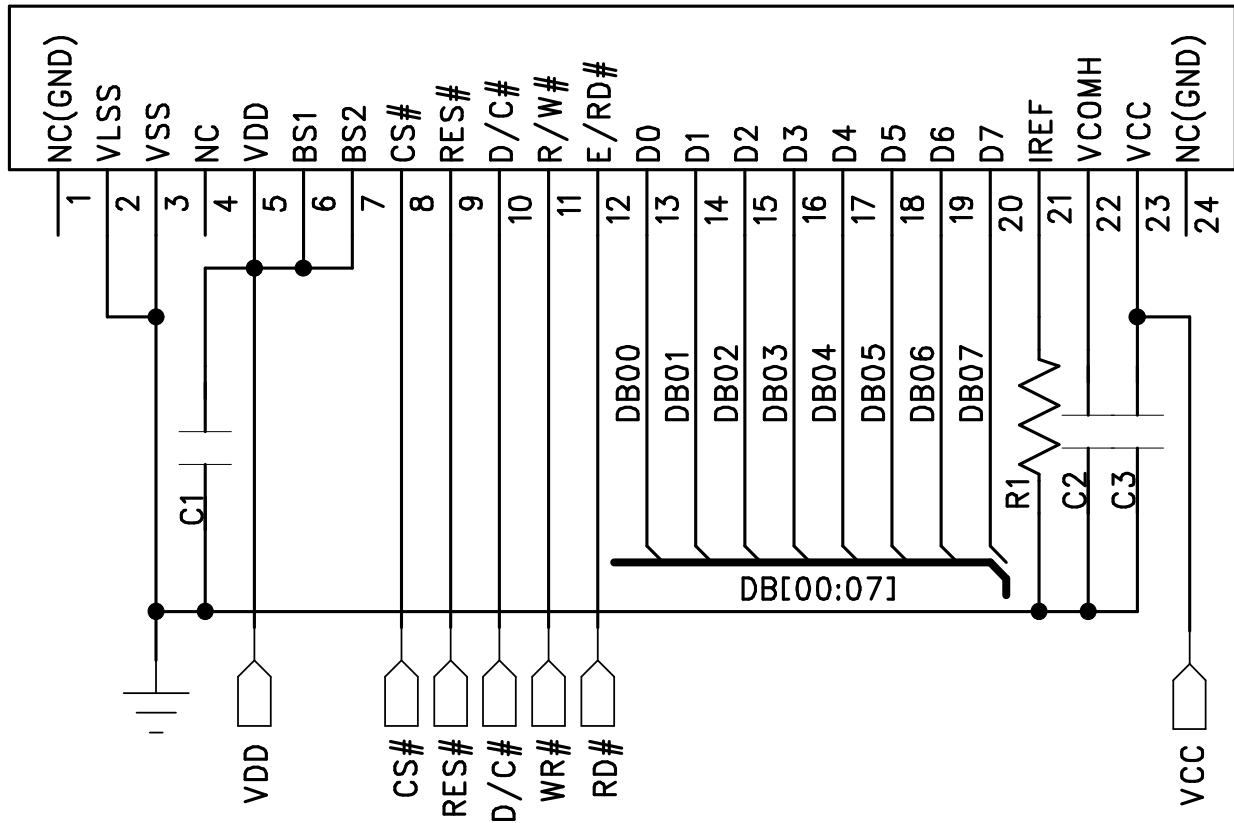 NC(GND)
VLSS
VSS
NC
VDD
BS1
BS2
CS#
RES#
D/C#
R/W#
E/RD#
D0
D1
D2
D3
D4
D5
D6
D7
IREF
VCOMH
VCC
NC(GND)
1
2
3
4
5
6
7
8
9
10
11
12
13
14
15
16
17
18
19
20
21
22
23
24
DB00
DB01
DB02
DB03
DB04
DB05
DB06
DB07
C1
R1
C2
C3
DB[00:07]
VDD
CS#
RES#
D/C#
WR#
RD#
VCC